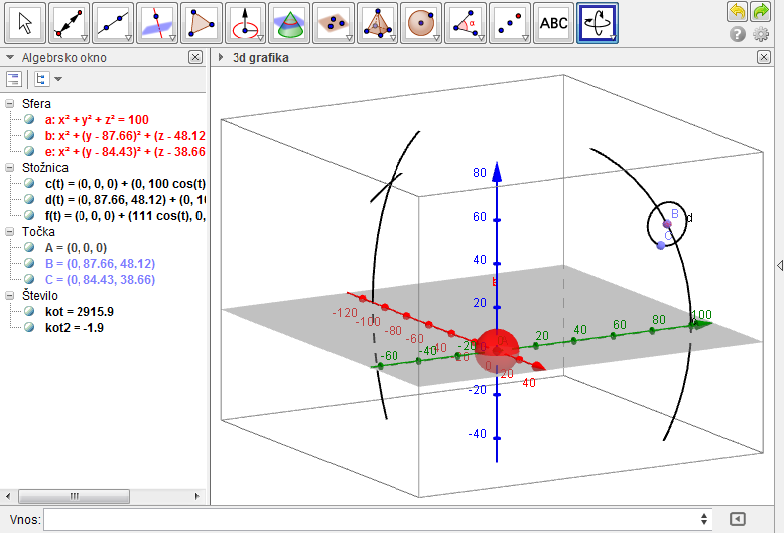 ABC
Algebrsko okno
3d grafika
Sfera
a: x² + y² + z² = 100
b: x² + (y - 87.66)² + (z - 48.12
e: x² + (y - 84.43)² + (z - 38.66
Stožnica
c(t) = (0, 0, 0) + (0, 100 cos(t)
d(t) = (0, 87.66, 48.12) + (0, 10
f(t) = (0, 0, 0) + (111 cos(t), 0,
Točka
A = (0, 0, 0)
B = (0, 87.66, 48.12)
C = (0, 84.43, 38.66)
Število
kot = 2915.9
kot2 = -1.9
80
60
40
20
-20
-40
-120
-100
-80
-60
-40
-20
0
20
40
-60
-40
-20
20
40
60
80
100
B
d
C
Vnos: